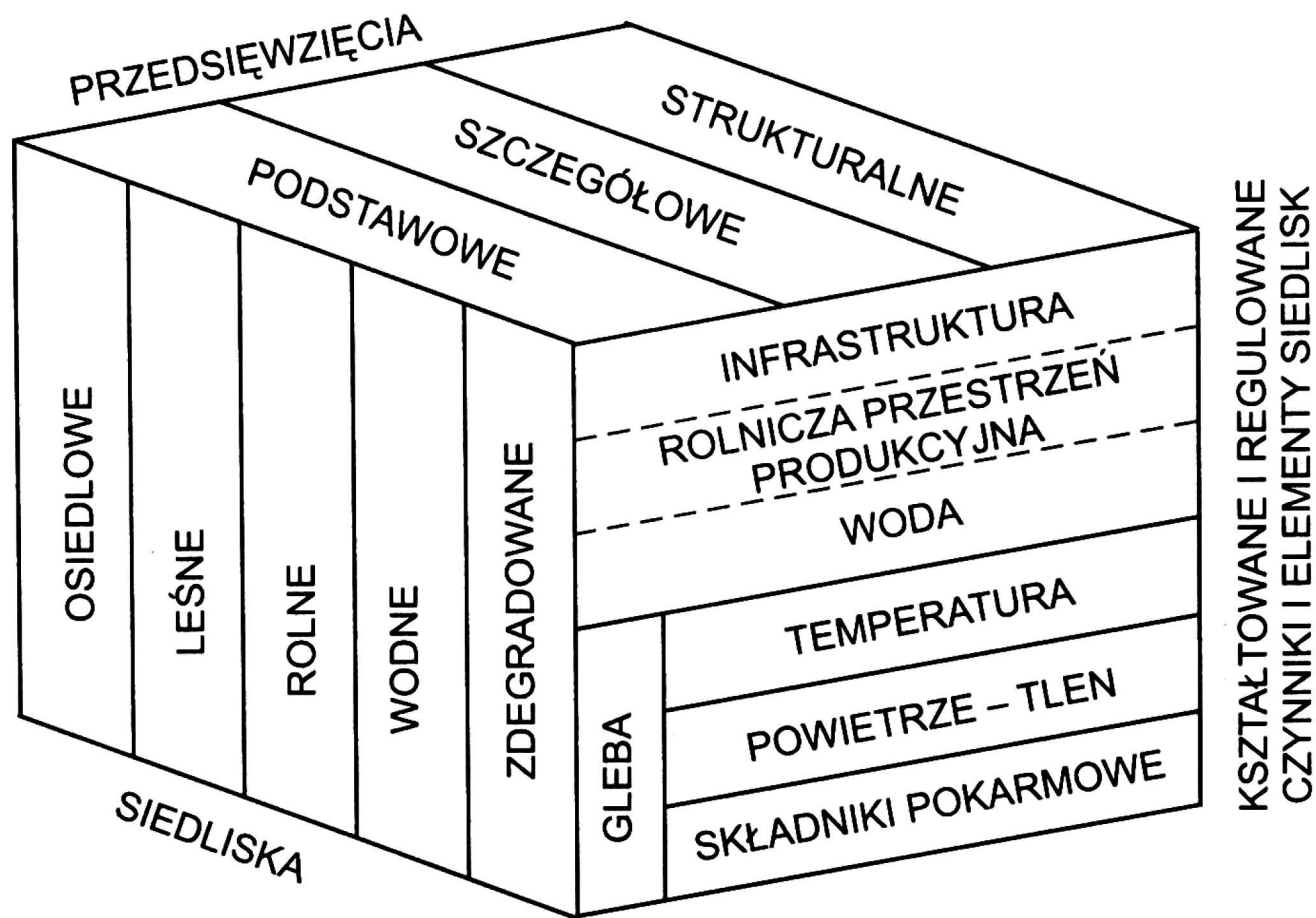 PRZEDSIĘWZIĘCIA
STRUKTURALNE
SZCZEGÓŁOWE
PODSTAWOWE
OSIEDLOWE
LEŚNE
ROLNE
WODNE
ZDEGRADOWANE
SIEDLISKA
INFRASTRUKTURA
ROLNICZA PRZESTRZEŃ
PRODUKCYJNA
WODA
GLEBA
TEMPERATURA
POWIETRZE – TLEN
SKŁADNIKI POKARMOWE
KSZTAŁTOWANE I REGULOWANE
CZYNNIKI I ELEMENTY SIEDLISK